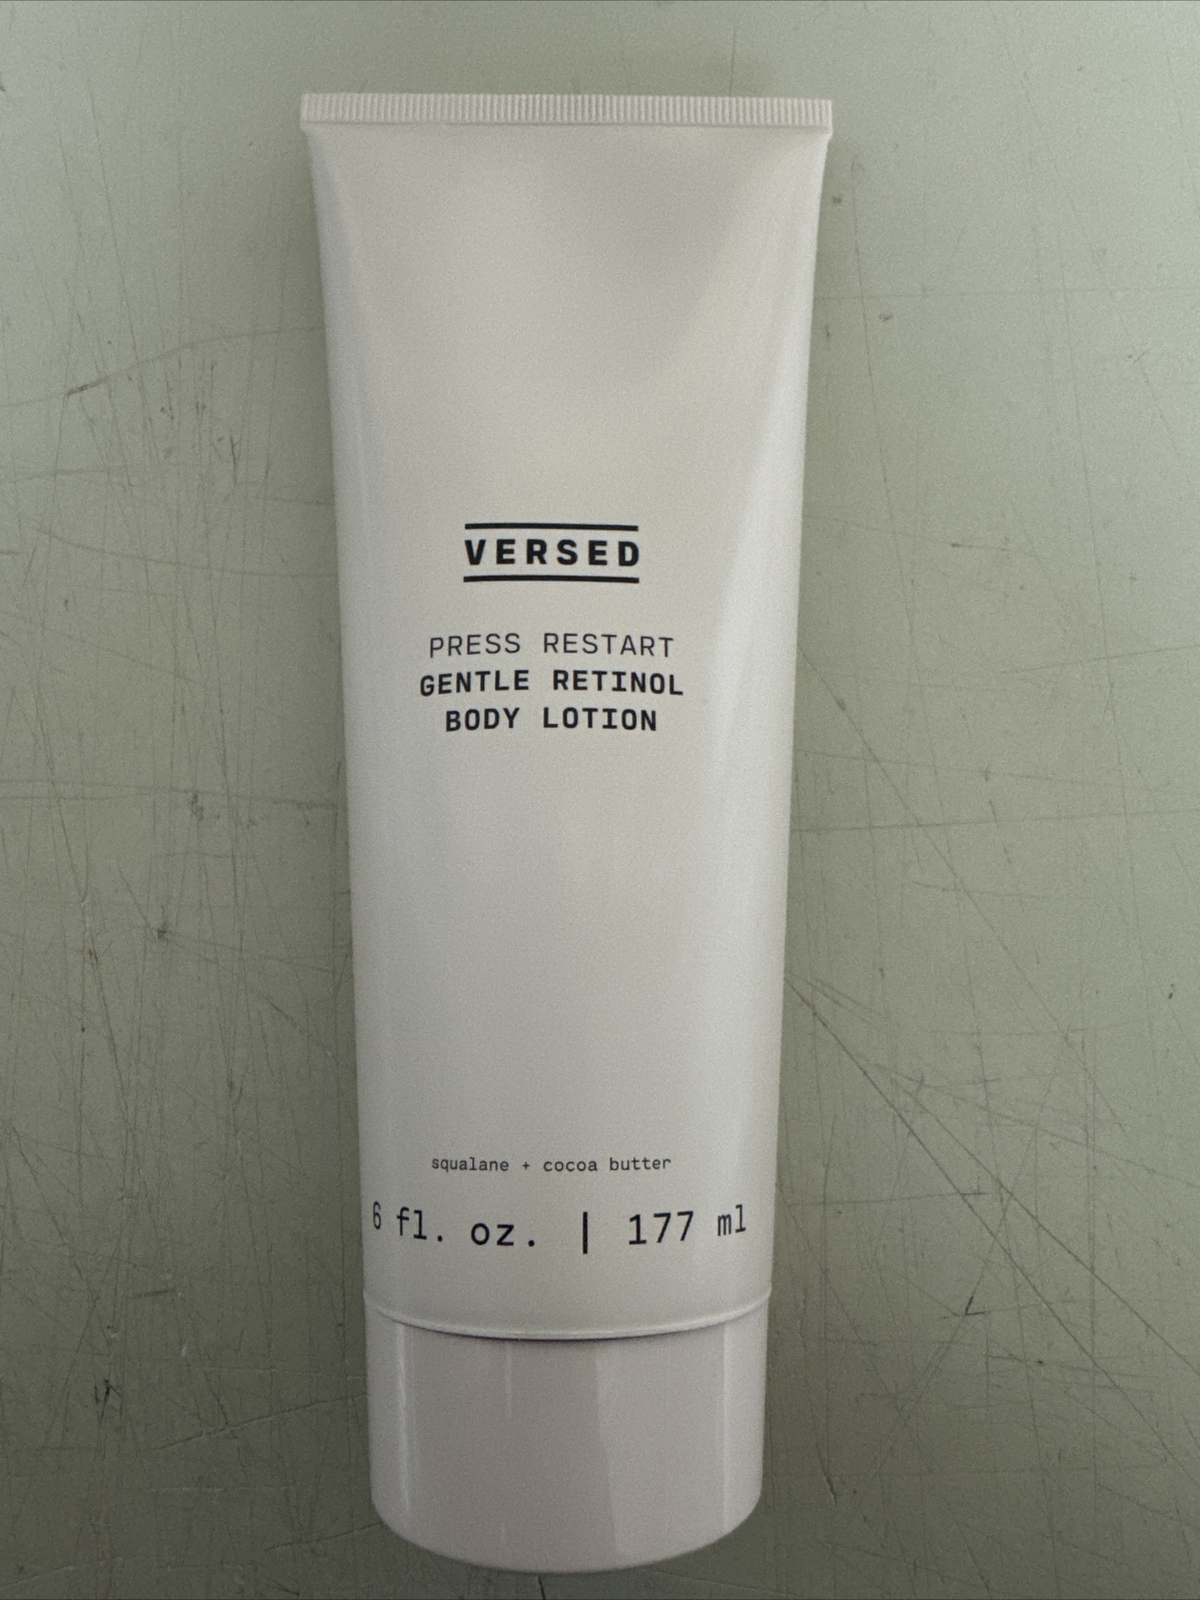 VERSED
PRESS RESTART
GENTLE RETINOL
BODY LOTION
squalane + cocoa butter
6 fl. oz. | 177 ml